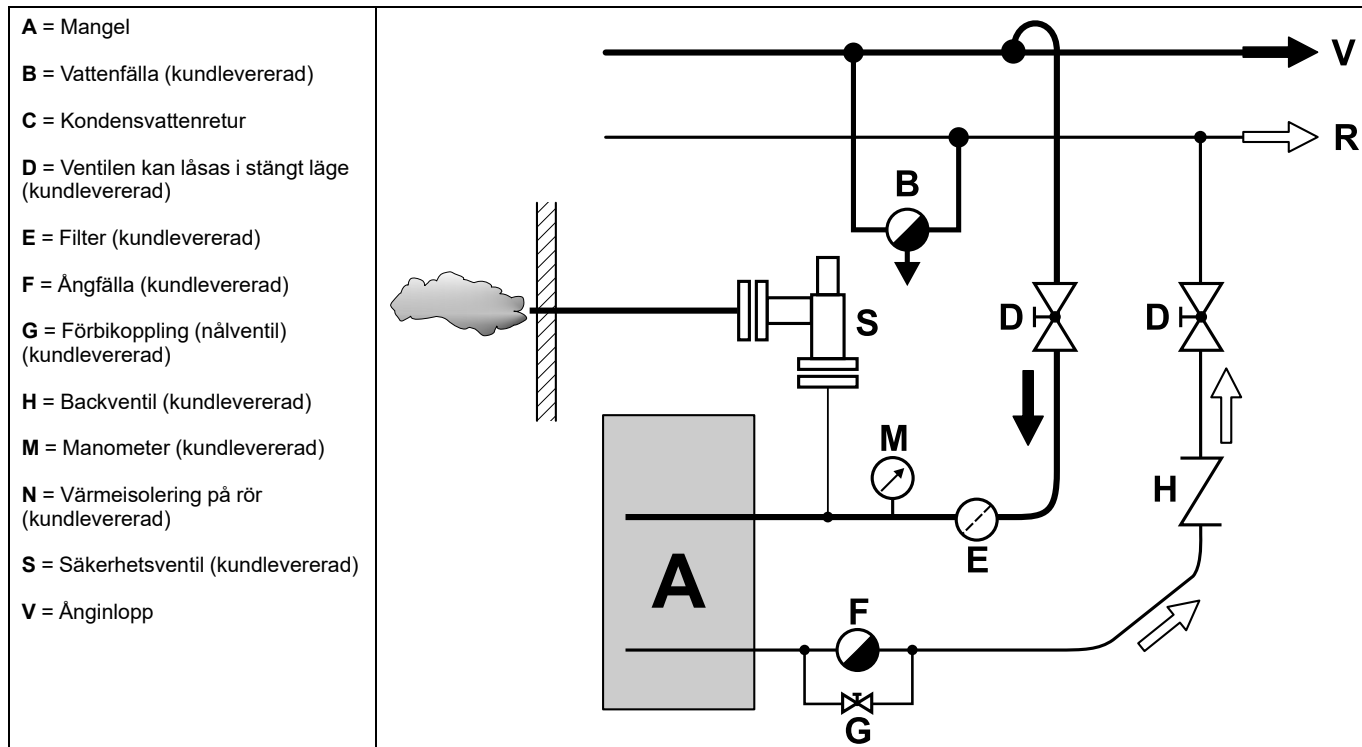 A = Mangel
B = Vattenfälla (kundlevererad)
C = Kondensvattenretur
D = Ventilen kan låsas i stängt läge
(kundlevererad)
E = Filter (kundlevererad)
F = Ångfälla (kundlevererad)
G = Förbikoppling (nålventil)
(kundlevererad)
H = Backventil (kundlevererad)
M = Manometer (kundlevererad)
N = Värmeisolering på rör
(kundlevererad)
S = Säkerhetsventil (kundlevererad)
V = Ånginlopp
V
R
B
S
D
D
M
H
E
A
F
G